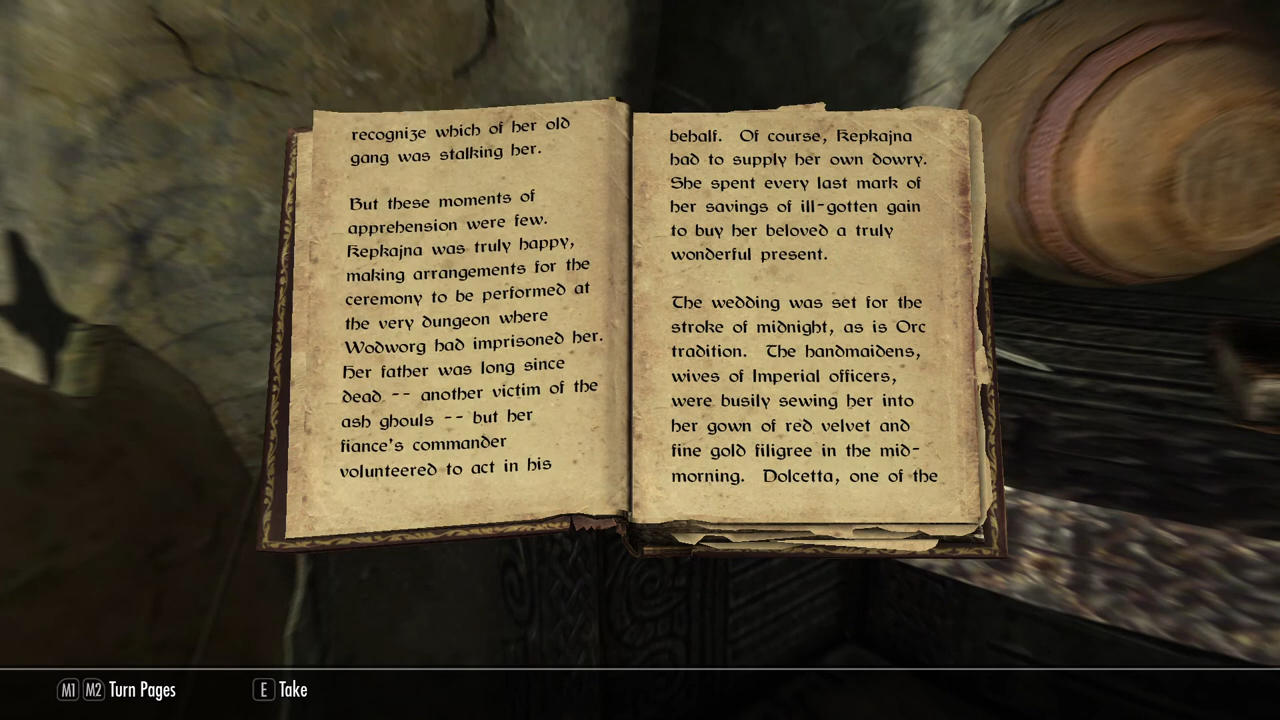 recognize which of her old
gang was stalking her.
But these moments of
apprehension were few.
Kepkajna was truly happy,
making arrangements for the
ceremony to be performed at
the very dungeon where
Wodworg had imprisoned her.
Her father was long since
dead -- another victim of the
ash ghouls -- but her
fiance's commander
volunteered to act in his
behalf. Of course, Kepkajna
had to supply her own dowry.
She spent every last mark of
her savings of ill-gotten gain
to buy her beloved a truly
wonderful present.
The wedding was set for the
stroke of midnight, as is Orc
tradition. The handmaidens,
wives of Imperial officers,
were busily sewing her into
her gown of red velvet and
fine gold filigree in the mid-
morning. Dolcetta, one of the
M1 M2 Turn Pages
E Take